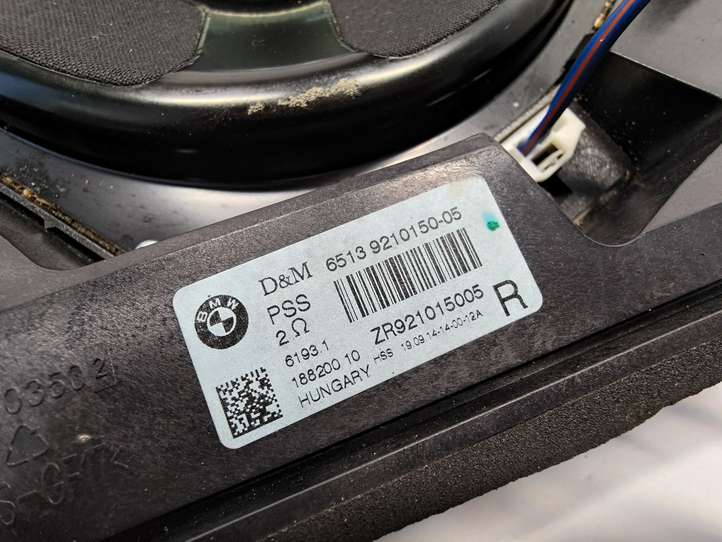 BMW
D&M 6513 9210150-05
PSS
2 Ω
6193.1
188200 10
HUNGARY
ZR921015005
HSS 19.09.14-14-00-12A
R